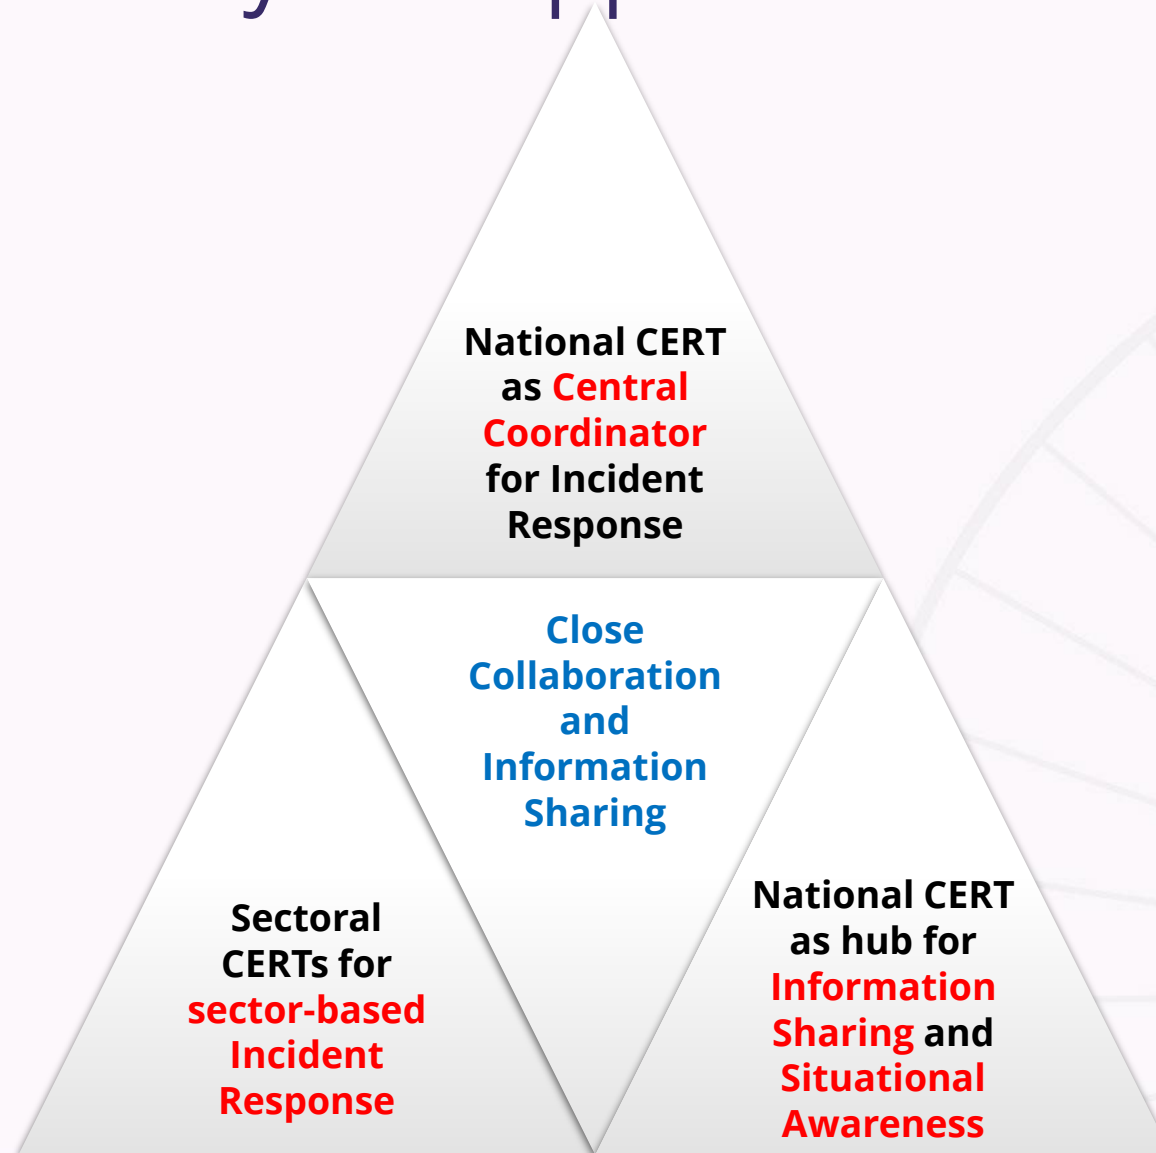 National CERT
as Central
Coordinator
for Incident
Response
Close
Collaboration
and
Information
Sharing
Sectoral
CERTs for
sector-based
Incident
Response
National CERT
as hub for
Information
Sharing and
Situational
Awareness